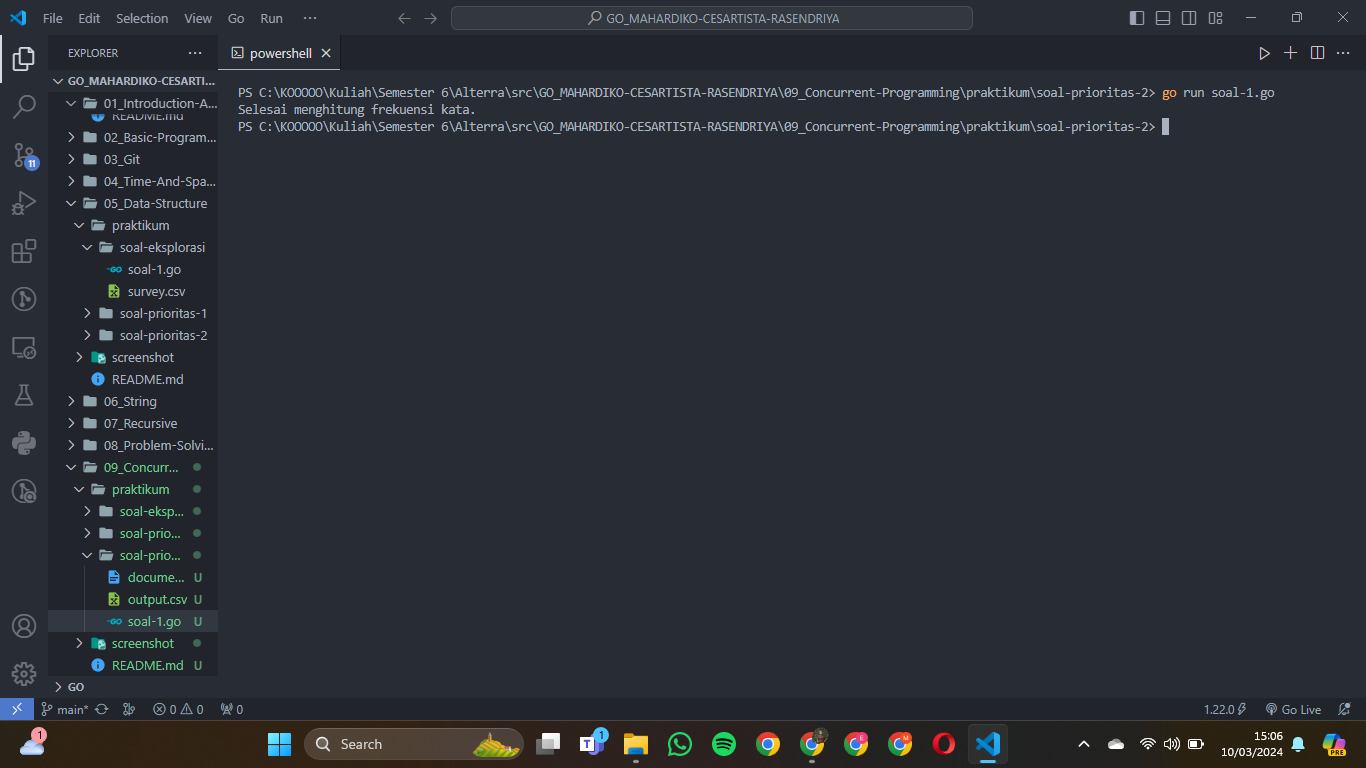 File Edit Selection View Go Run ···
GO_MAHARDIKO-CESARTISTA-RASENDRIYA
EXPLORER ···
powershell
GO_MAHARDIKO-CESARTI...
01_Introduction-A...
README.md
02_Basic-Program...
03_Git
04_Time-And-Spa...
05_Data-Structure
praktikum
soal-eksplorasi
GO soal-1.go
survey.csv
soal-prioritas-1
soal-prioritas-2
screenshot
README.md
06_String
07_Recursive
08_Problem-Solvi...
09_Concurr...
praktikum
soal-eksp...
soal-prio...
soal-prio...
docume... U
output.csv U
GO soal-1.go U
screenshot
README.md U
GO
11
PS C:\KOOOOO\Kuliah\Semester 6\Alterra\src\GO_MAHARDIKO-CESARTISTA-RASENDRIYA\09_Concurrent-Programming\praktikum\soal-prioritas-2> go run soal-1.go
Selesai menghitung frekuensi kata.
PS C:\KOOOOO\Kuliah\Semester 6\Alterra\src\GO_MAHARDIKO-CESARTISTA-RASENDRIYA\09_Concurrent-Programming\praktikum\soal-prioritas-2>
main* 0 0 0 1.22.0 Go Live
1 Search 1 15:06
10/03/2024
PRE